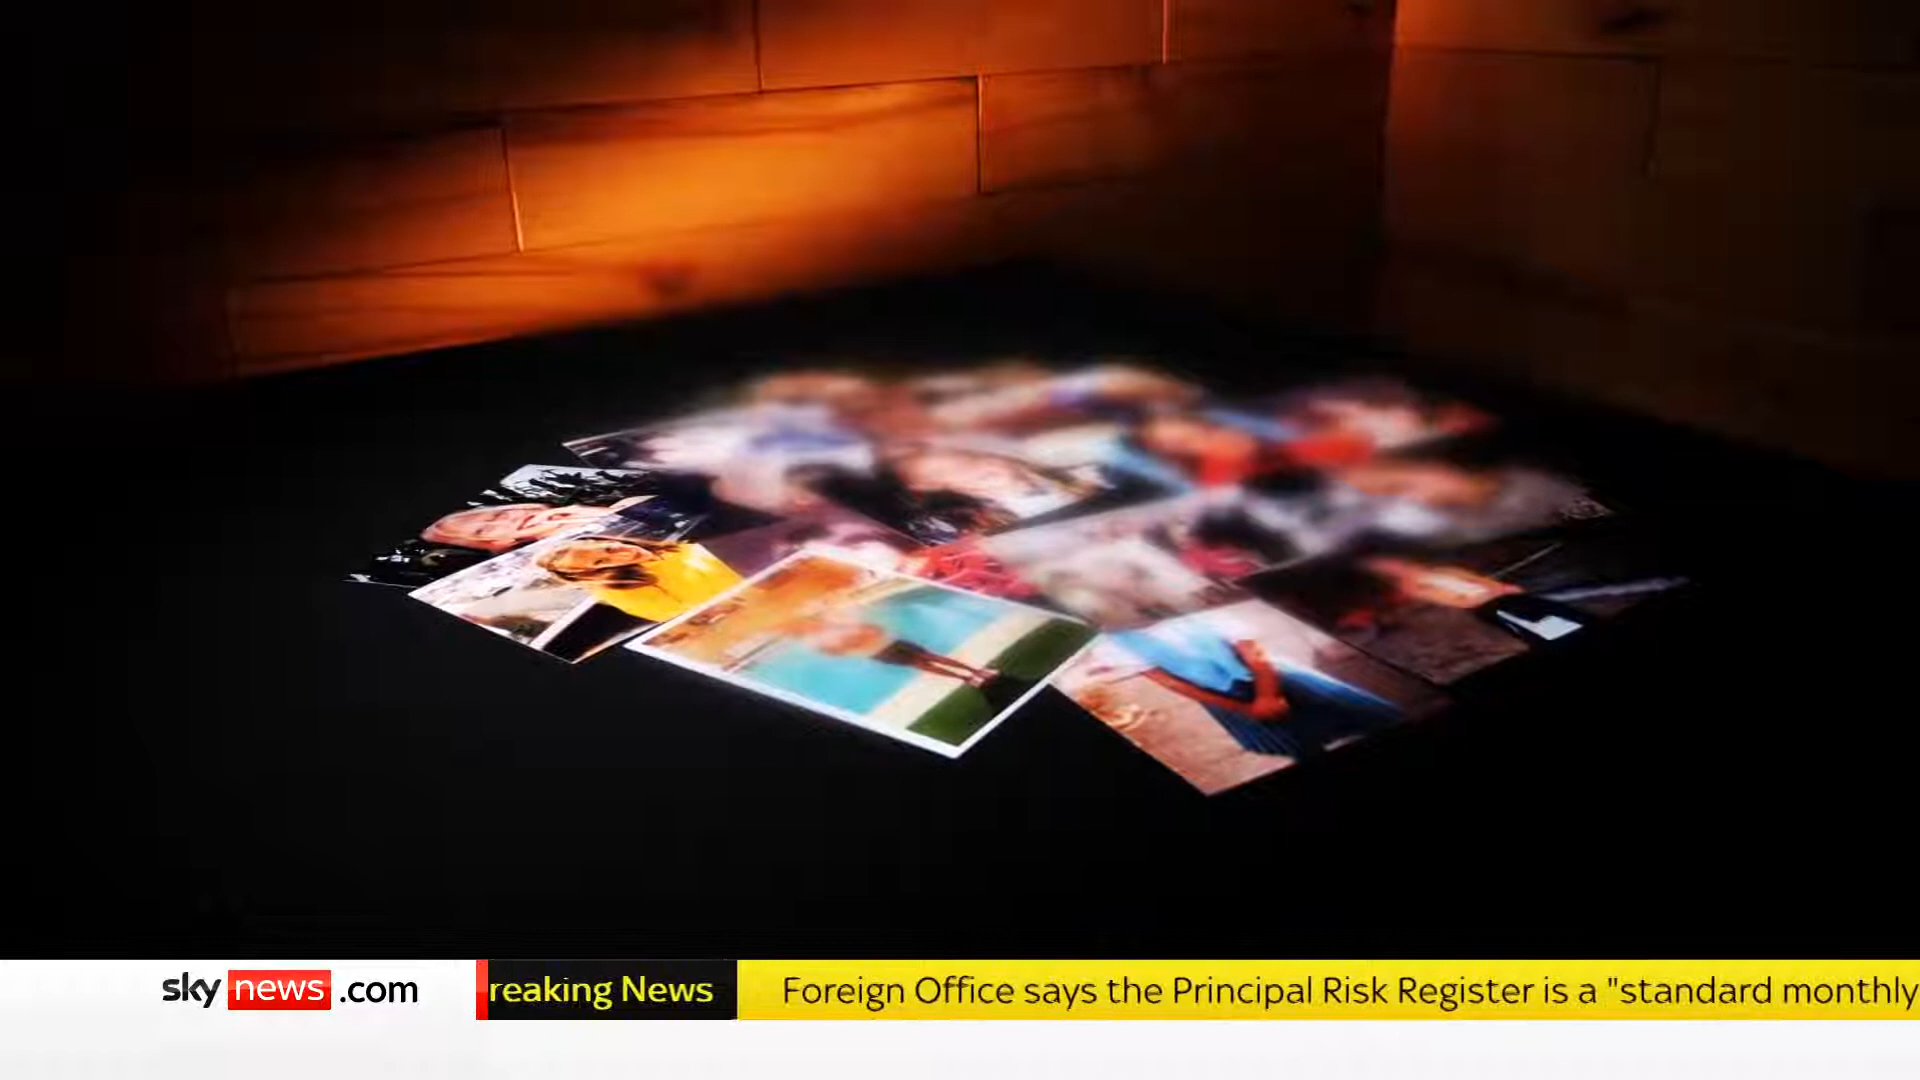 sky news .com
reaking News
Foreign Office says the Principal Risk Register is a "standard monthly